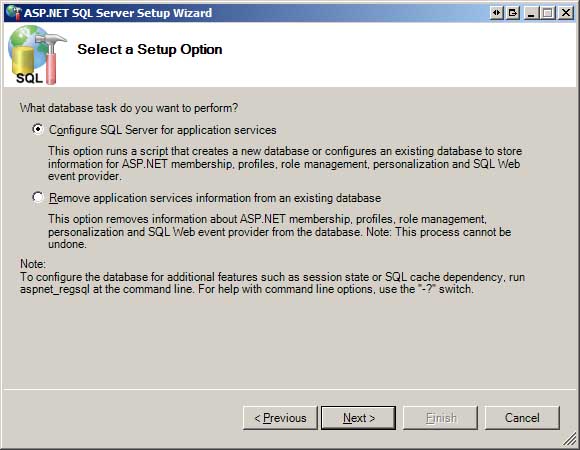 ASP.NET SQL Server Setup Wizard
SQL
Select a Setup Option
What database task do you want to perform?
Configure SQL Server for application services
This option runs a script that creates a new database or configures an existing database to store
information for ASP.NET membership, profiles, role management, personalization and SQL Web
event provider.
Remove application services information from an existing database
This option removes information about ASP.NET membership, profiles, role management,
personalization and SQL Web event provider from the database. Note: This process cannot be
undone.
Note:
To configure the database for additional features such as session state or SQL cache dependency, run
aspnet_regsql at the command line. For help with command line options, use the "-?" switch.
< Previous
Next >
Finish
Cancel